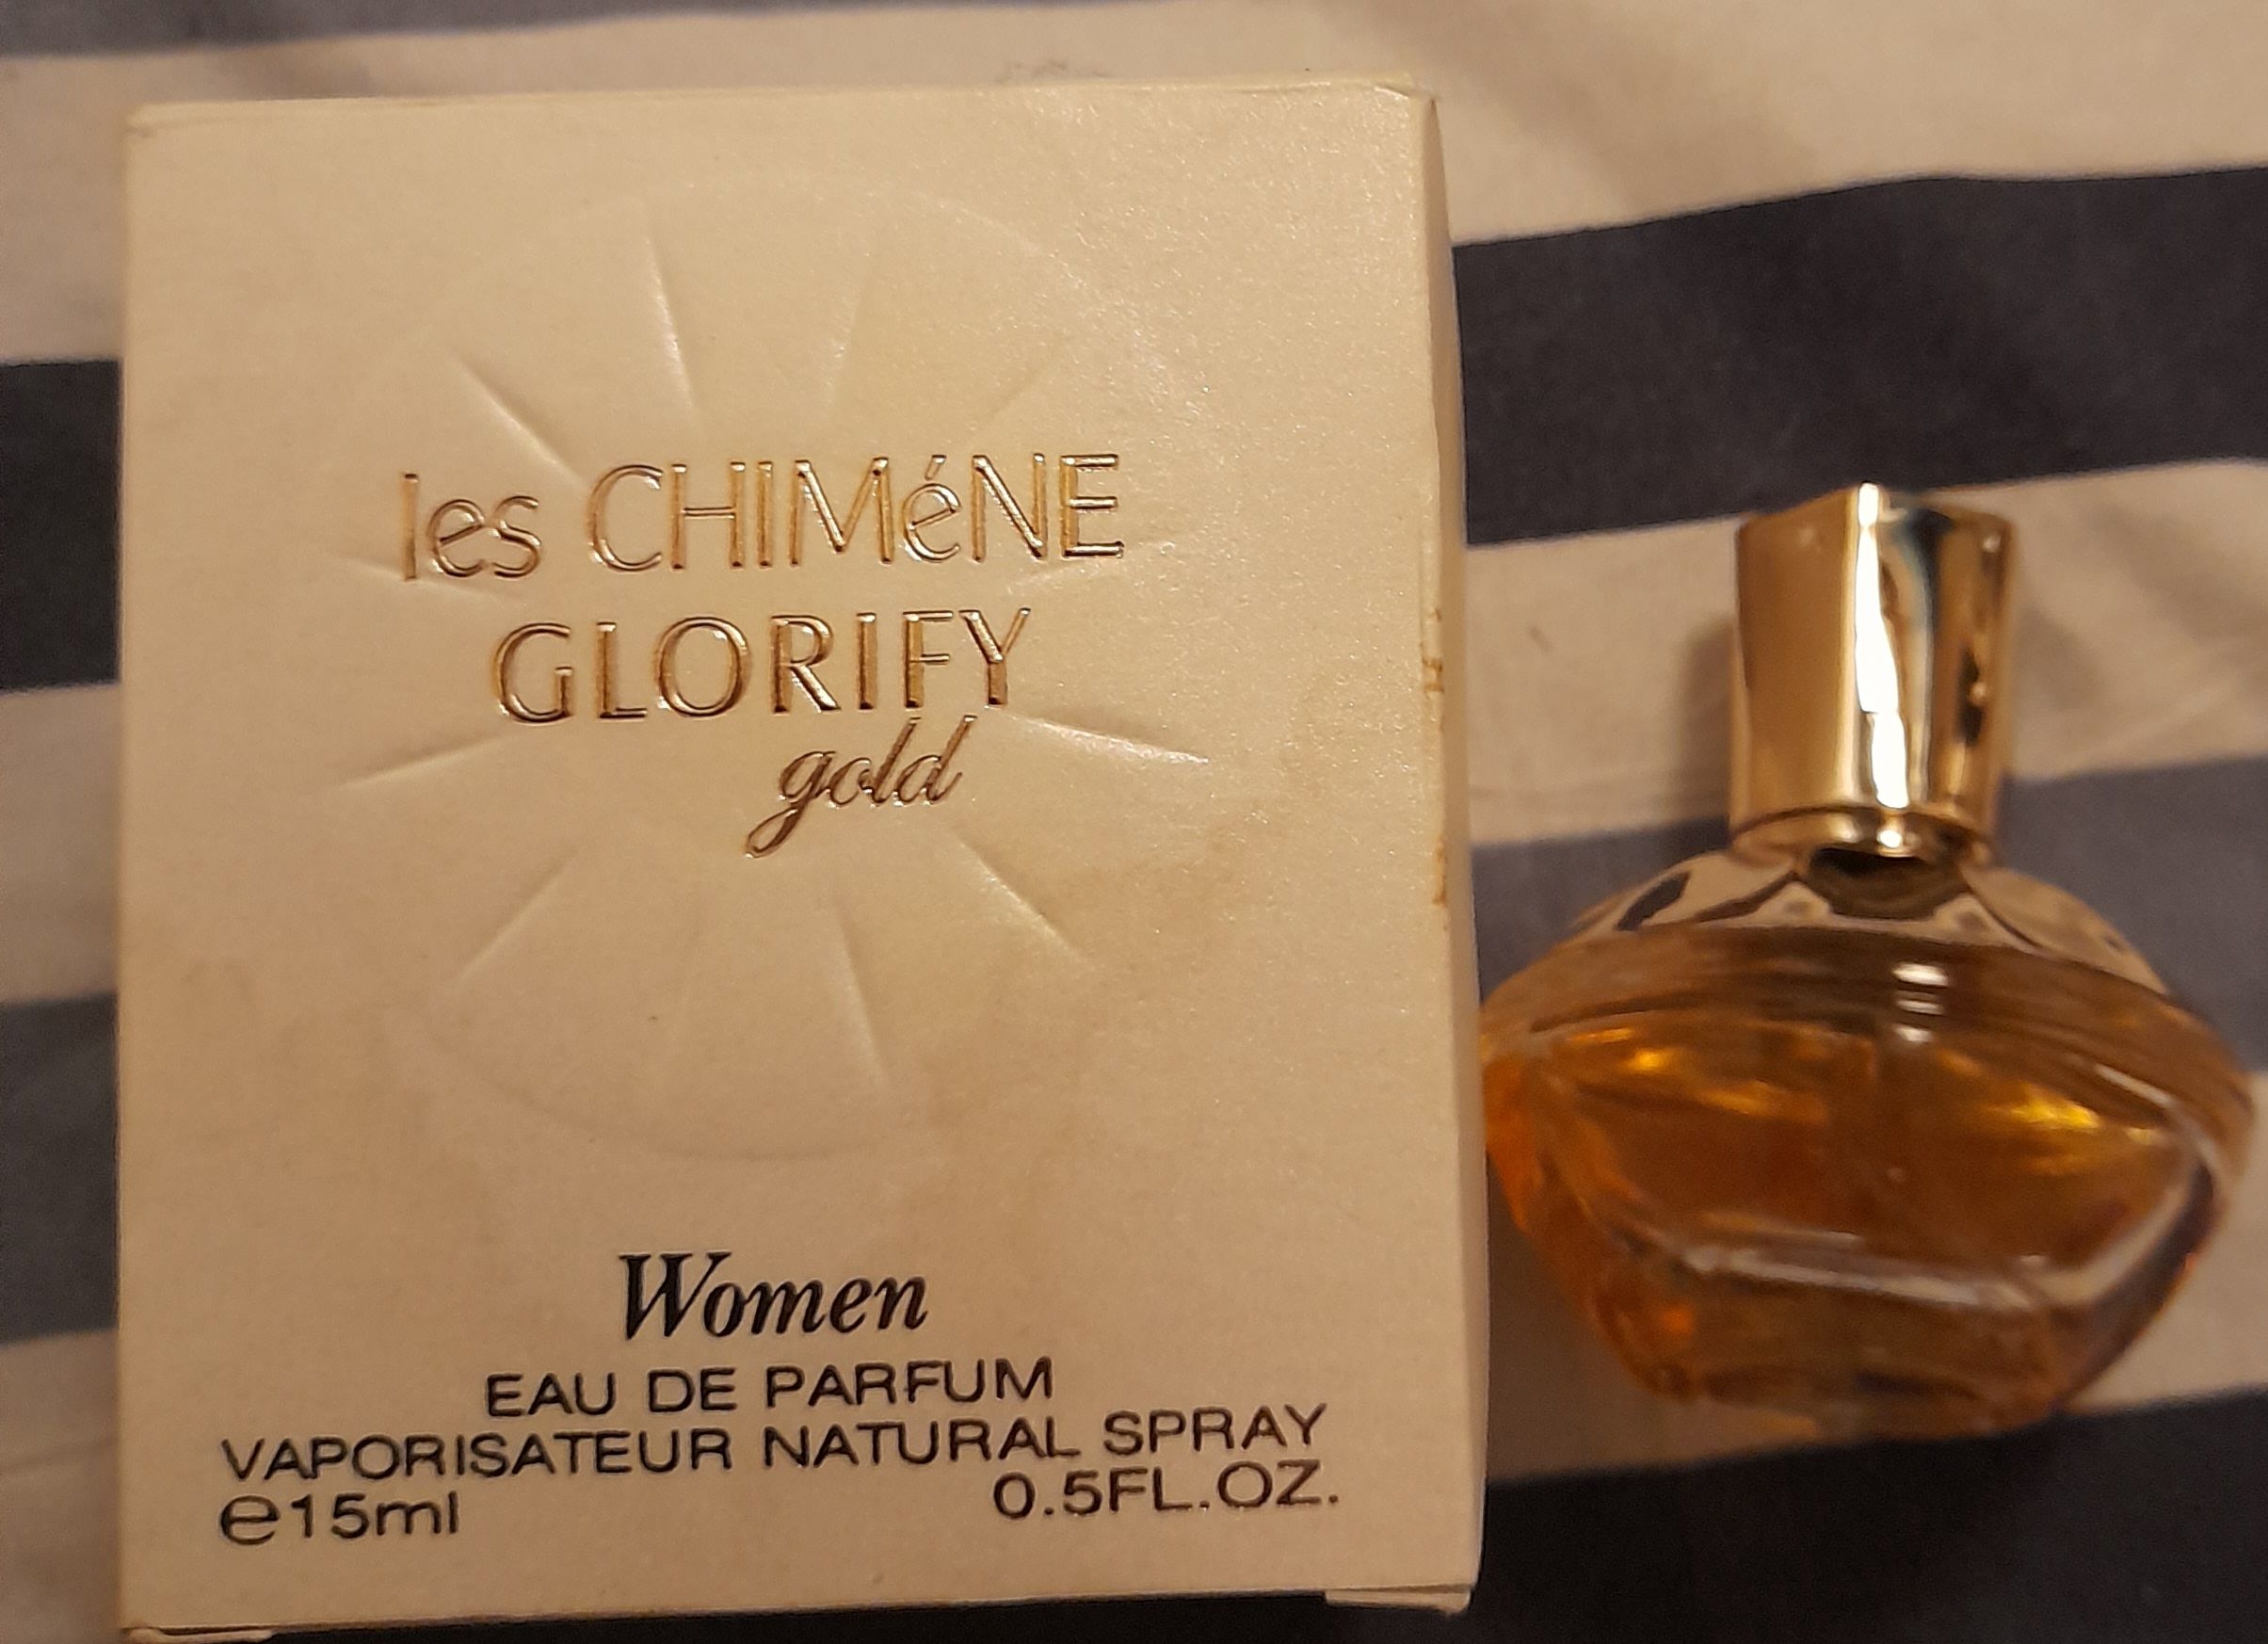 les CHIMéNE
GLORIFY
gold
Women
EAU DE PARFUM
VAPORISATEUR NATURAL SPRAY
℮15ml 0.5FL.OZ.